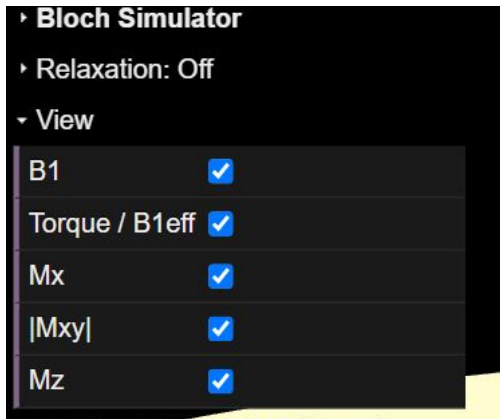 Bloch Simulator
Relaxation: Off
View
B1
Torque / B1eff
Mx
|Mxy|
Mz